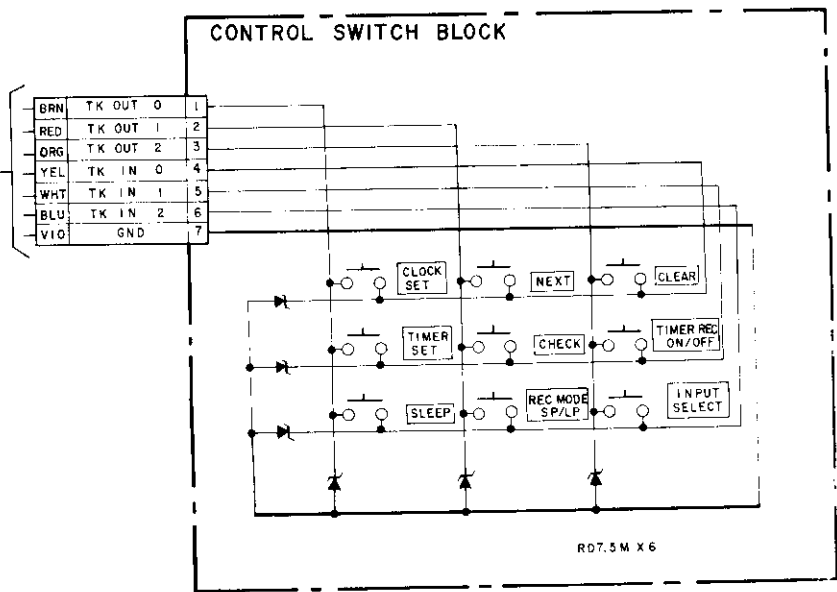 CONTROL SWITCH BLOCK
BRN TK OUT 0 1
RED TK OUT 1 2
ORG TK OUT 2 3
YEL TK IN 0 4
WHT TK IN 1 5
BLU TK IN 2 6
VIO GND 7
CLOCK SET
NEXT
CLEAR
TIMER SET
CHECK
TIMER REC ON/OFF
SLEEP
REC MODE SP/LP
INPUT SELECT
RD7.5M X 6